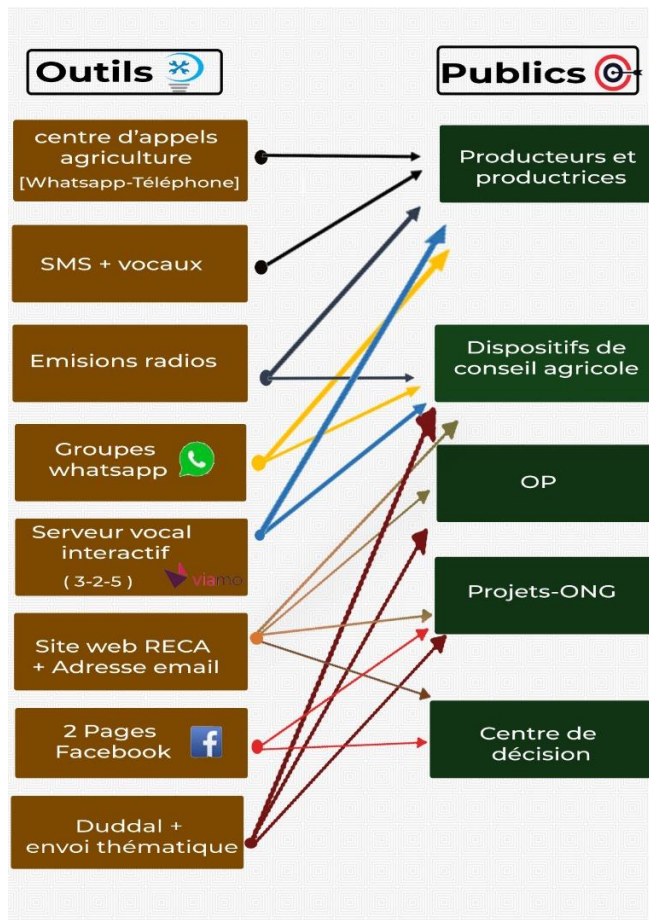 Outils
Publics
centre d'appels
agriculture
[Whatsapp-Téléphone]
Producteurs et
productrices
SMS + vocaux
Emisions radios
Dispositifs de
conseil agricole
Groupes
whatsapp
OP
Serveur vocal
interactif
( 3-2-5 )
viamo
Projets-ONG
Site web RECA
+ Adresse email
2 Pages
Facebook
Centre de
décision
Duddal +
envoi thématique